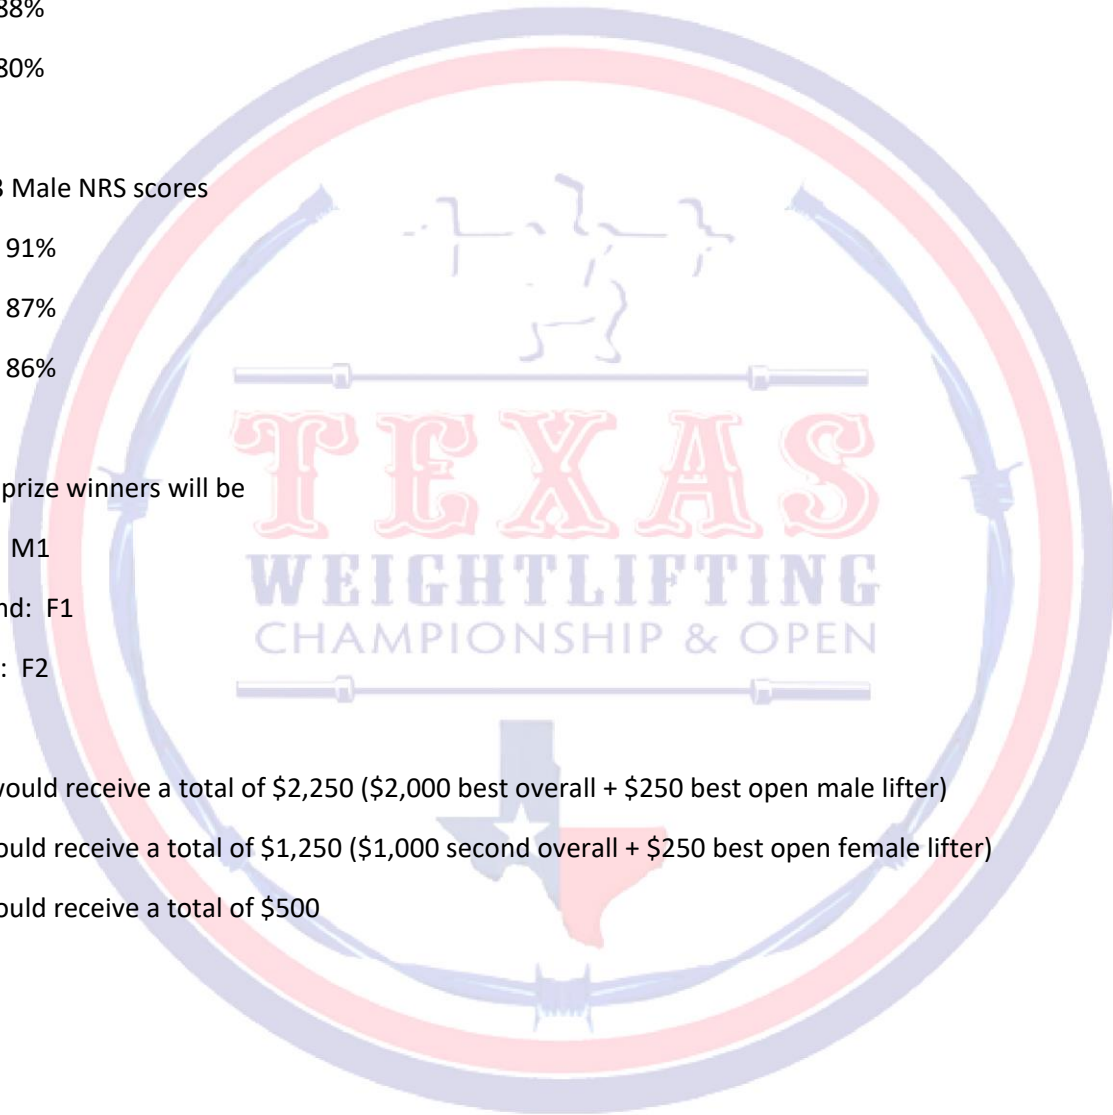 88%
80%
3 Male NRS scores
91%
87%
86%
prize winners will be
M1
nd: F1
: F2
would receive a total of $2,250 ($2,000 best overall + $250 best open male lifter)
ould receive a total of $1,250 ($1,000 second overall + $250 best open female lifter)
ould receive a total of $500
TEXAS
WEIGHTLIFTING
CHAMPIONSHIP & OPEN